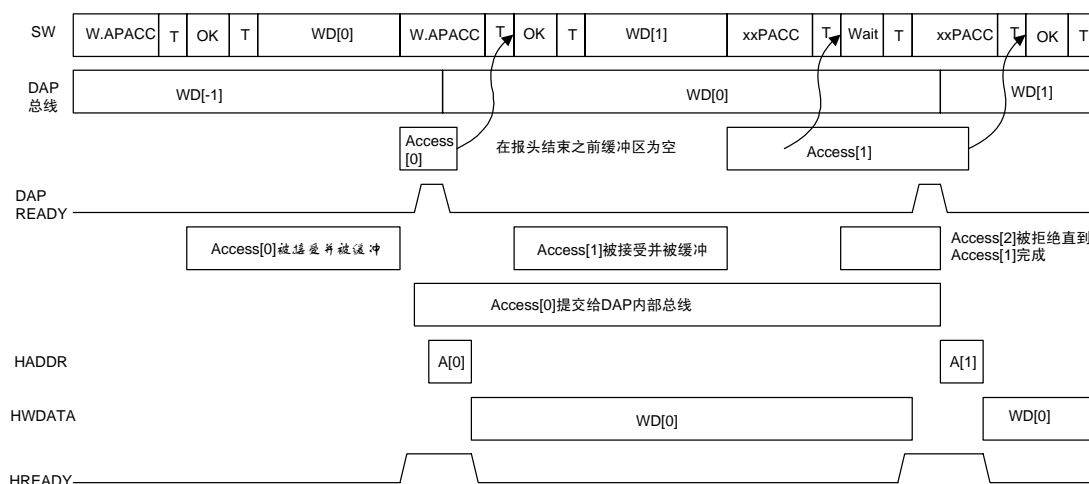 SW W.APACC T OK T WD[0] W.APACC T OK T WD[1] xxPACC T Wait T xxPACC T OK T
DAP
总线
WD[-1] WD[0] WD[1]
Access
[0]
在报头结束之前缓冲区为空
Access[1]
DAP
READY
Access[0]被接受并被缓冲
Access[1]被接受并被缓冲
Access[2]被拒绝直到
Access[1]完成
Access[0]提交给DAP内部总线
HADDR A[0] A[1]
HWDATA WD[0] WD[0]
HREADY